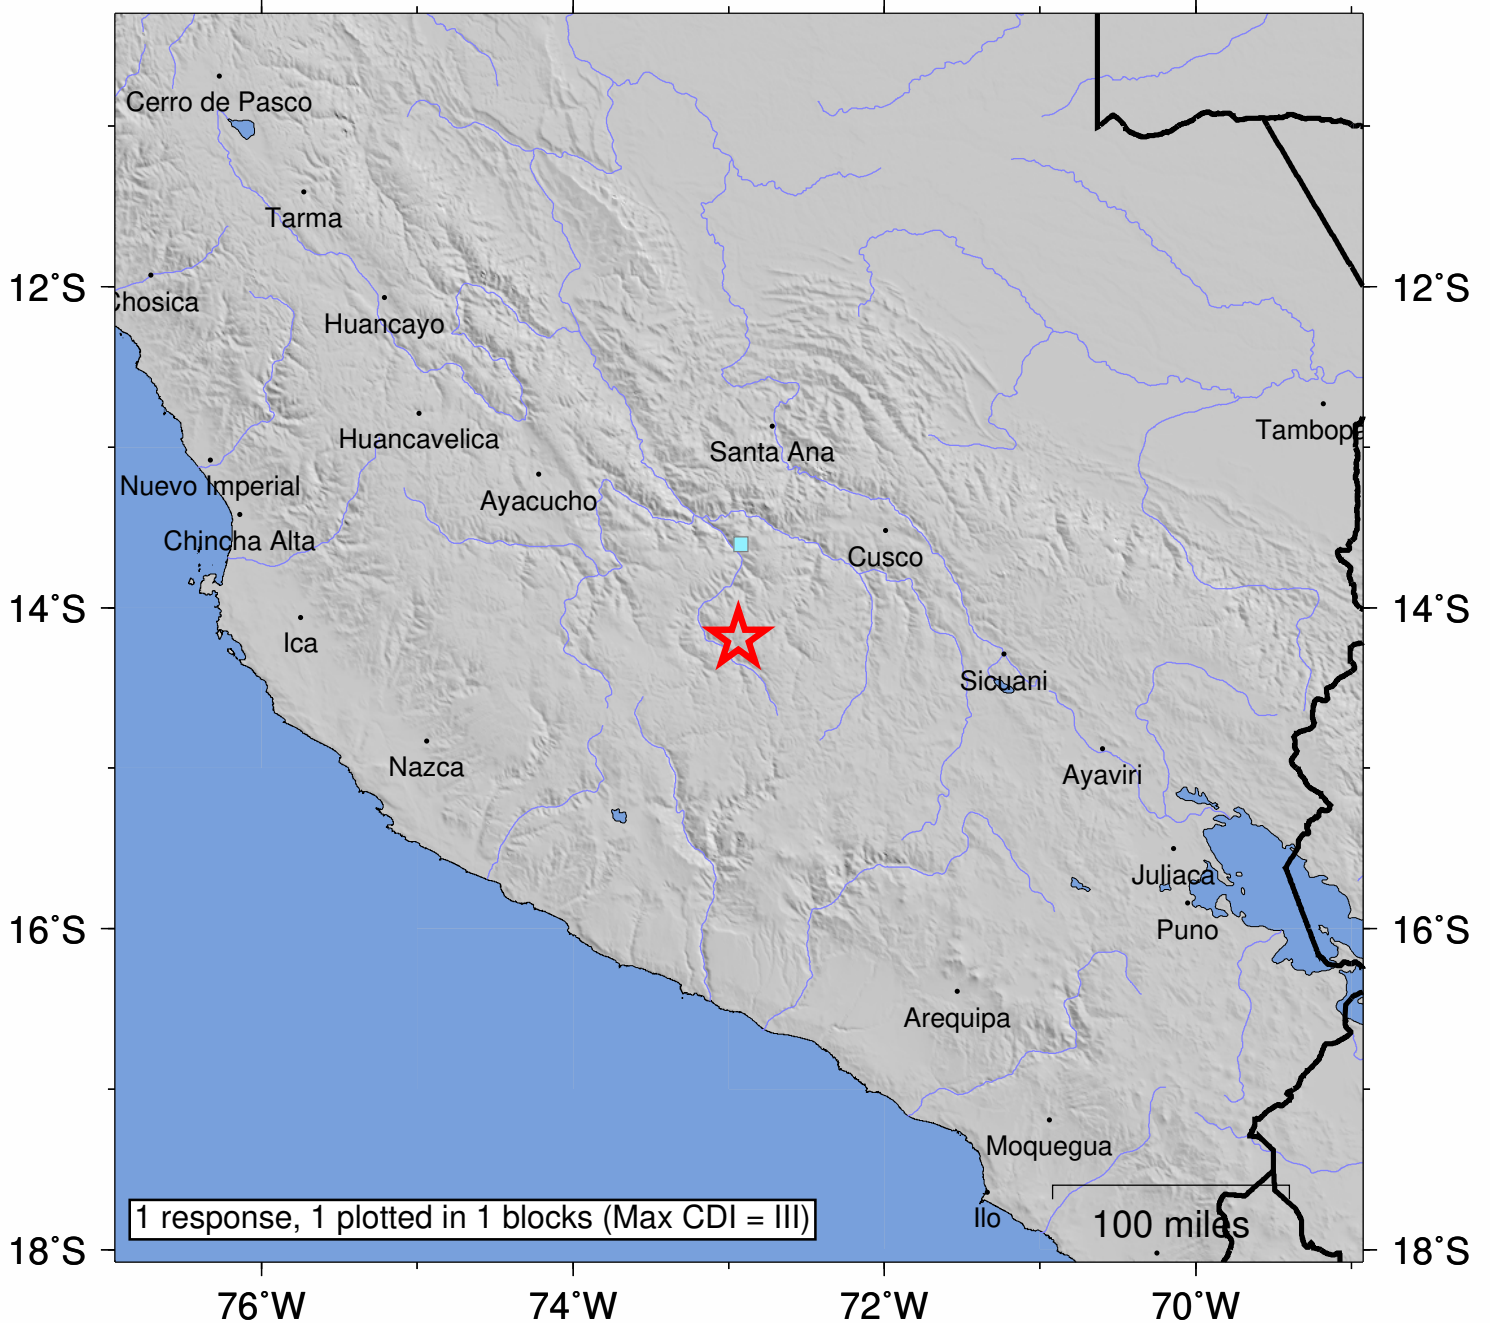 Cerro de Pasco
Tarma
12°S
12°S
Chosica
Huancayo
Huancavelica
Santa Ana
Tambopa
Nuevo Imperial
Ayacucho
Chincha Alta
Cusco
14°S
14°S
Ica
Sicuani
Nazca
Ayaviri
Juliaca
16°S
16°S
Puno
Arequipa
Moquegua
1 response, 1 plotted in 1 blocks (Max CDI = III)
Ilo
100 miles
18°S
18°S
76°W
74°W
72°W
70°W